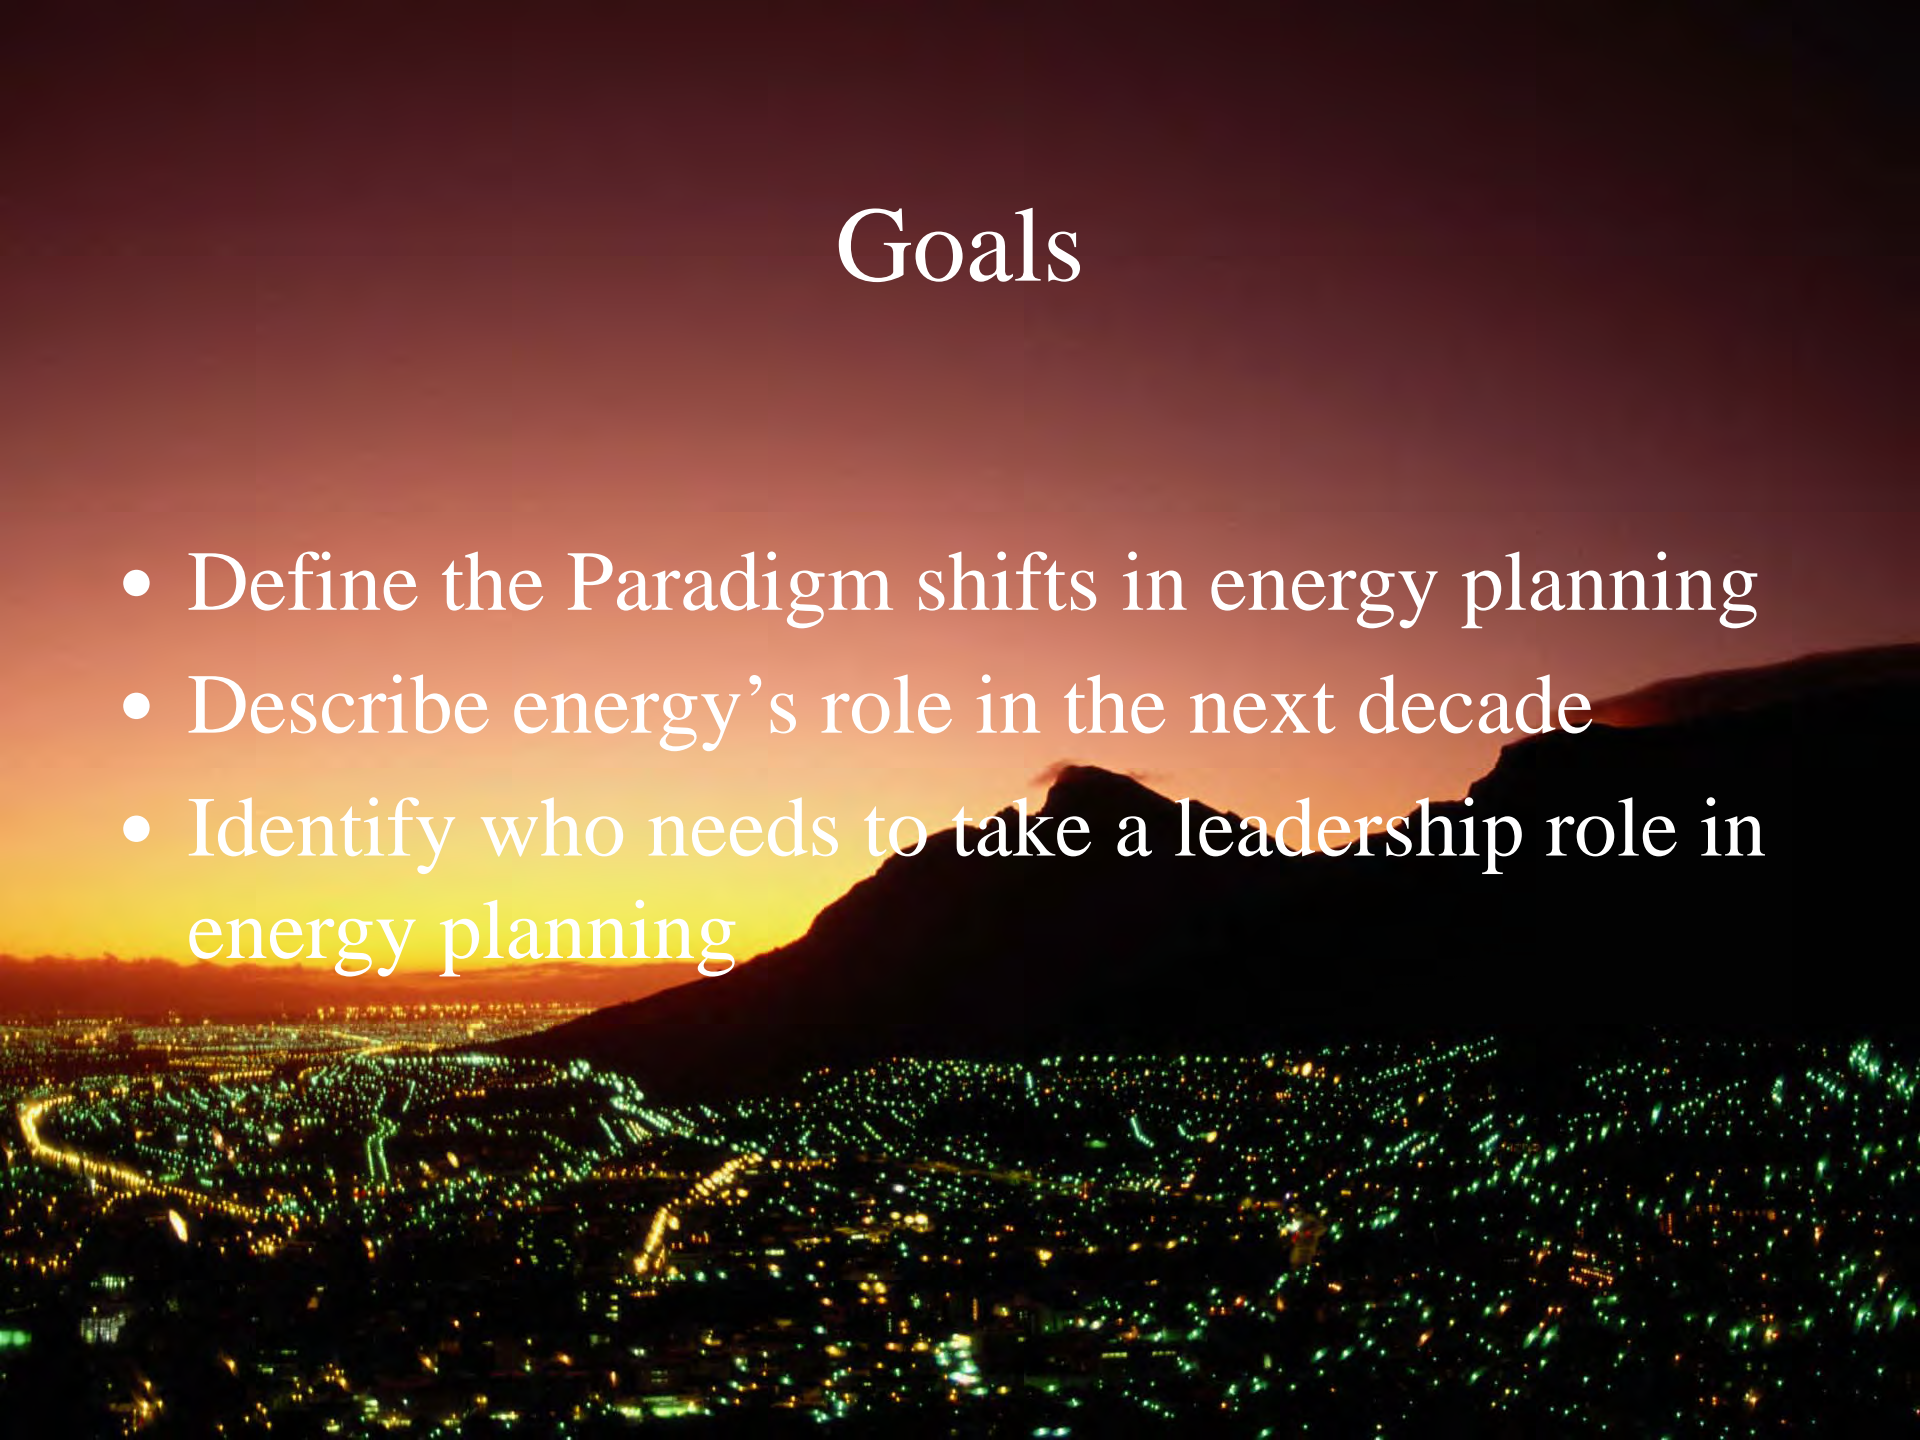 Goals
• Define the Paradigm shifts in energy planning
• Describe energy’s role in the next decade
• Identify who needs to take a leadership role in
energy planning